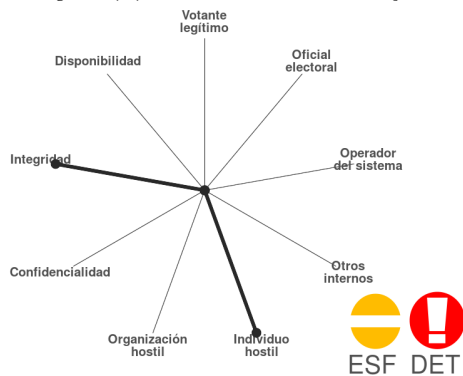 Votante
legítimo
Disponibilidad
Oficial
electoral
Integridad
Operador
del sistema
Confidencialidad
Otros
internos
Organización
hostil
Individuo
hostil
ESF
DET